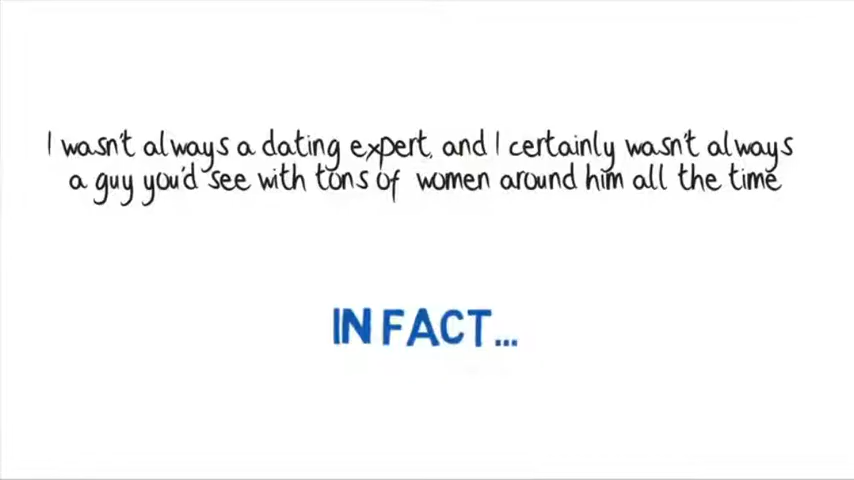 I wasn't always a dating expert, and I certainly wasn't always
a guy you'd see with tons of women around him all the time
IN FACT...